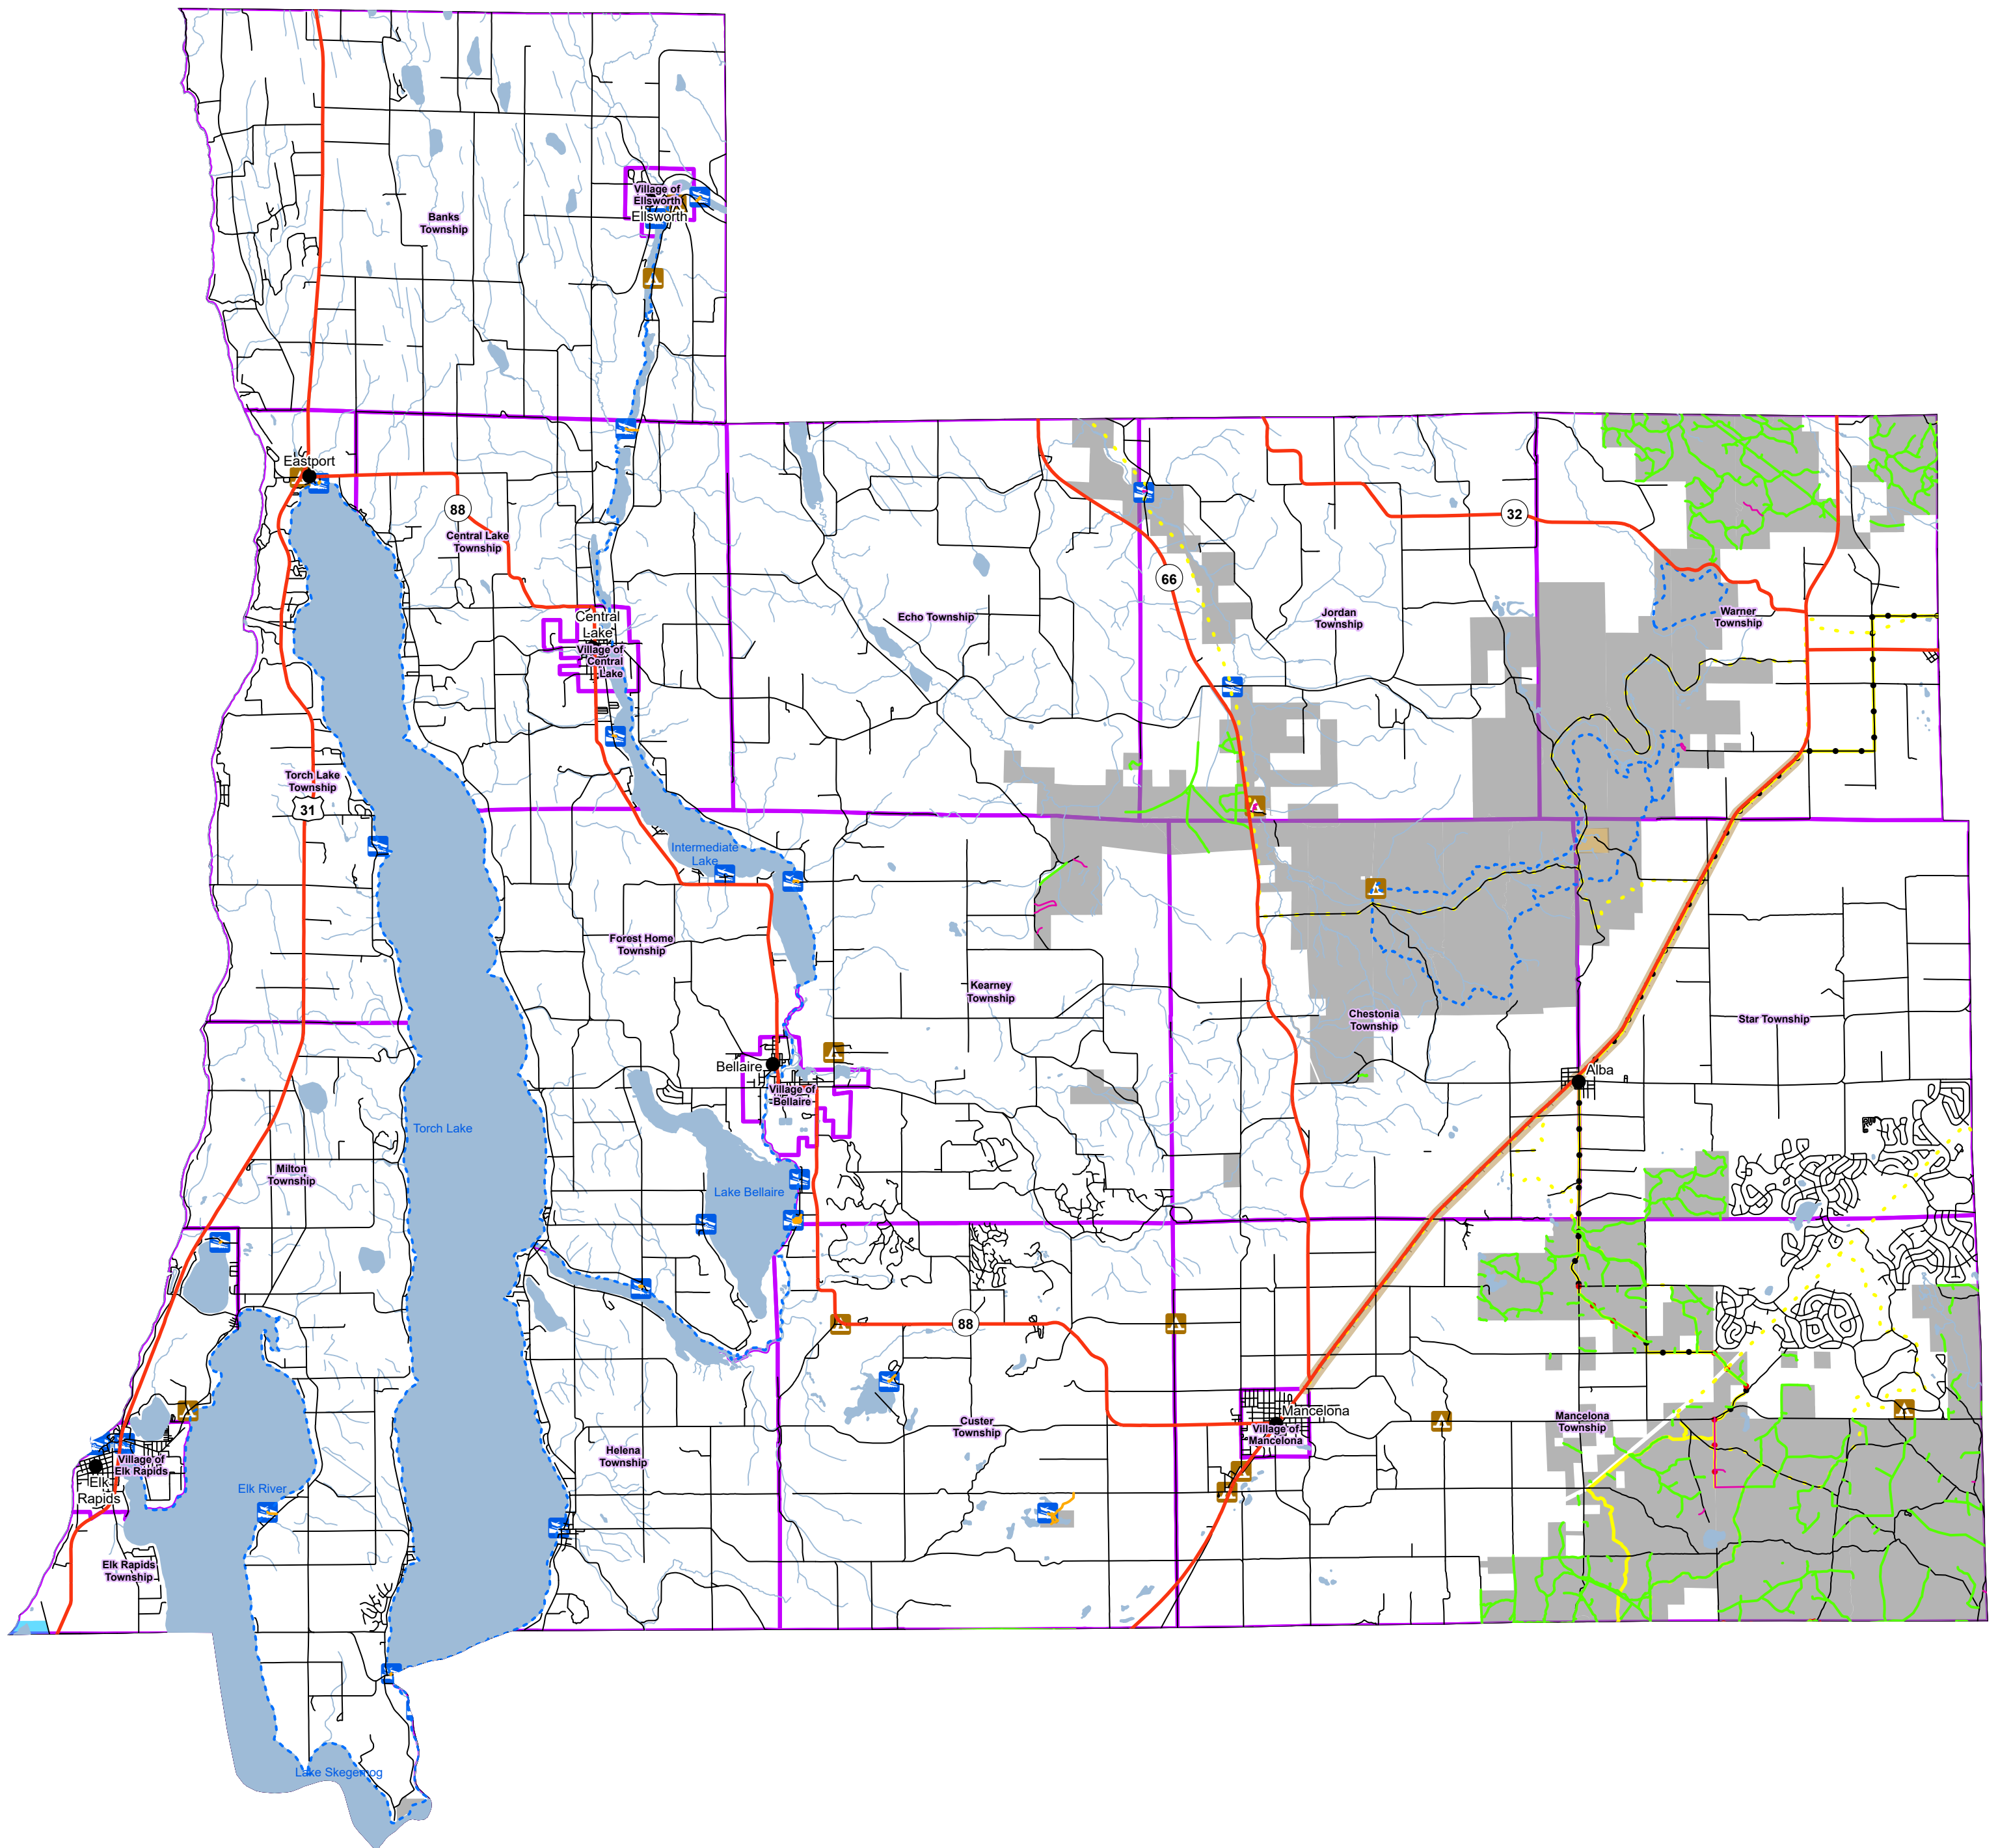 Village of
Ellsworth
Ellsworth
Banks
Township
Eastport
88
Central Lake
Township
32
66
Central
Lake
Village of
Central
Lake
Echo Township
Jordan
Township
Warner
Township
Torch Lake
Township
31
Intermediate
Lake
Forest Home
Township
Kearney
Township
Chestonia
Township
Star Township
Bellaire
Village of
Bellaire
Alba
Torch Lake
Milton
Township
Lake Bellaire
88
Mancelona
Village of
Mancelona
Custer
Township
Mancelona
Township
Helena
Township
Village of
Elk Rapids
Elk
Rapids
Elk River
Elk Rapids
Township
Lake Skegemog